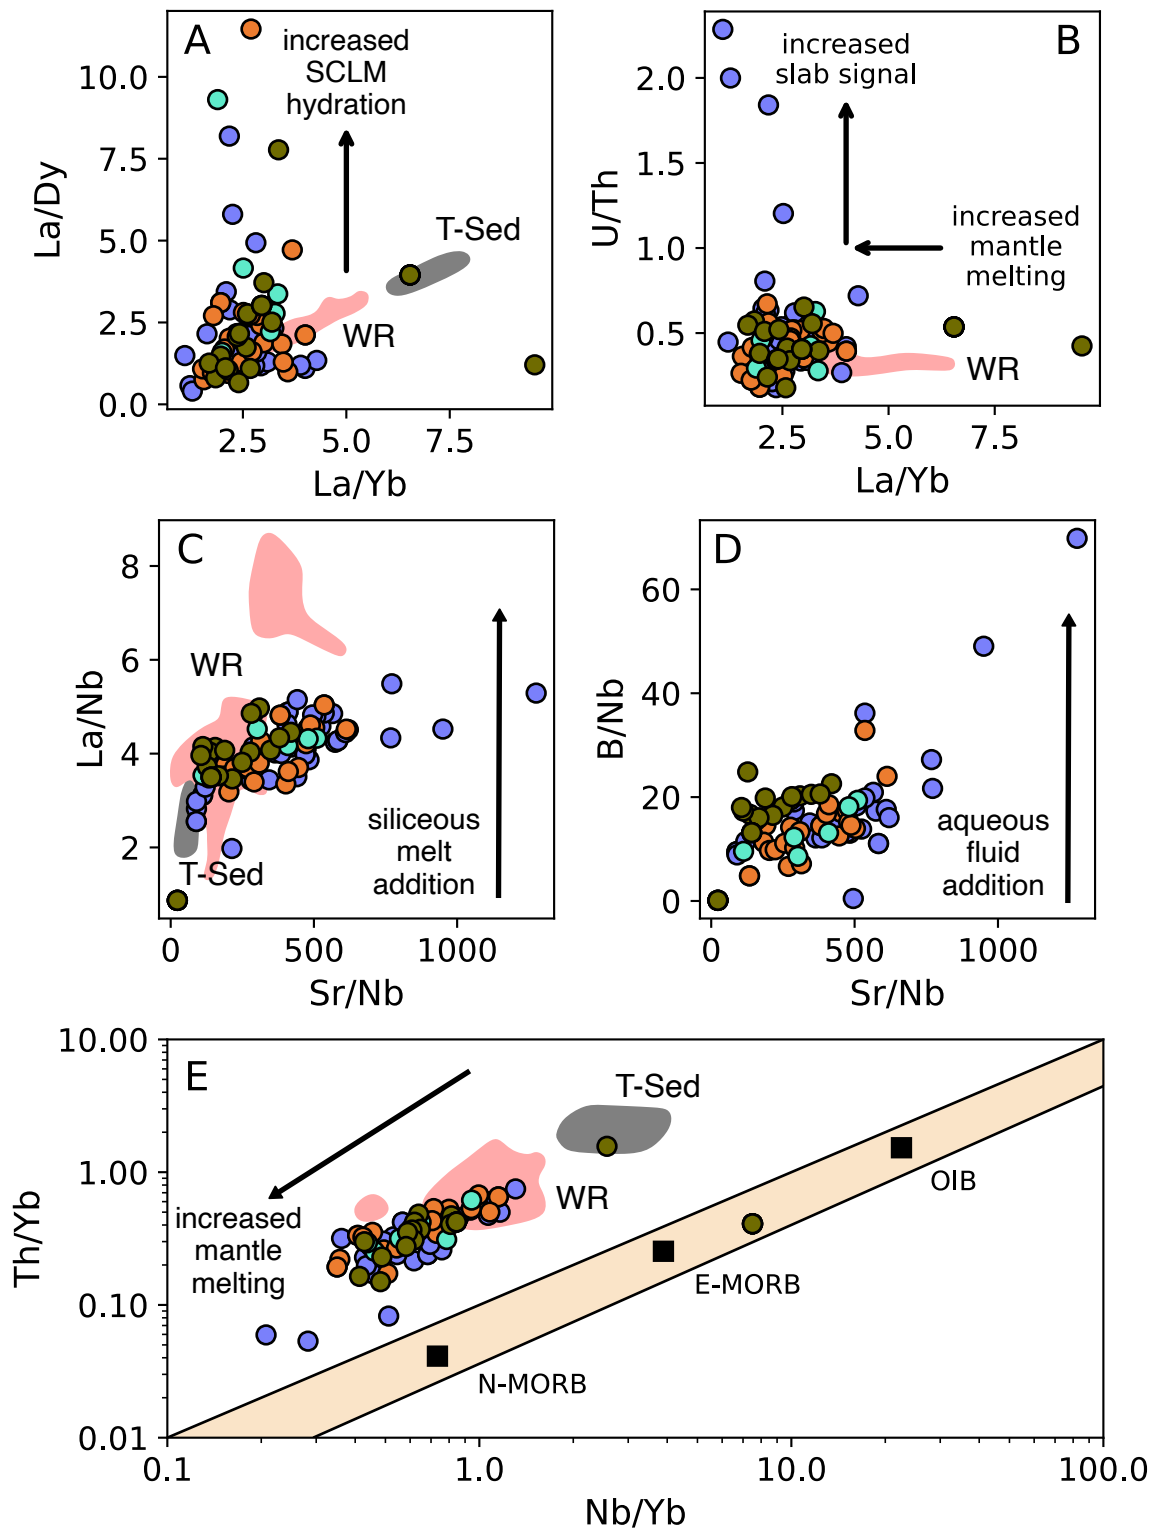 A
increased
SCLM
hydration
T-Sed
WR
La/Dy
10.0
7.5
5.0
2.5
0.0
2.5
5.0
7.5
La/Yb
B
increased
slab signal
increased
mantle
melting
WR
U/Th
2.0
1.5
1.0
0.5
2.5
5.0
7.5
La/Yb
C
WR
T-Sed
siliceous
melt
addition
La/Nb
8
6
4
2
0
500
1000
Sr/Nb
D
aqueous
fluid
addition
B/Nb
60
40
20
0
0
500
1000
Sr/Nb
E
T-Sed
WR
increased
mantle
melting
OIB
E-MORB
N-MORB
Th/Yb
10.00
1.00
0.10
0.01
0.1
1.0
10.0
100.0
Nb/Yb